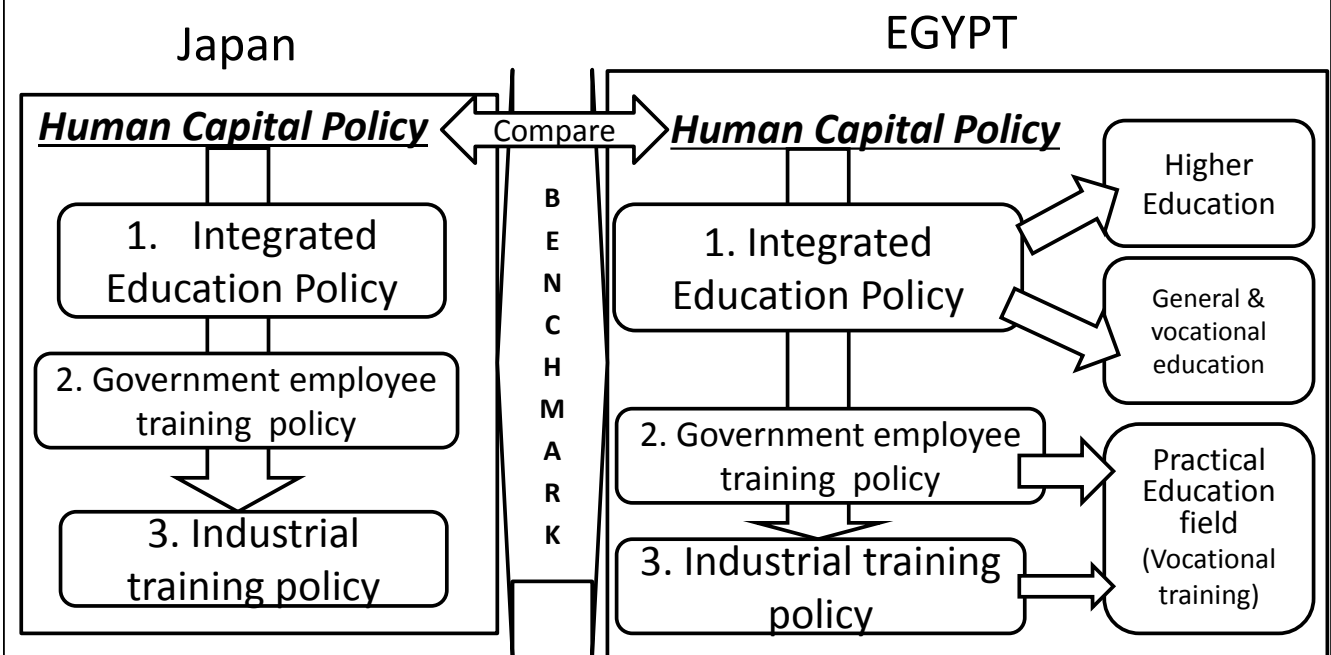 Japan
Human Capital Policy
1. Integrated
Education Policy
2. Government employee
training policy
3. Industrial
training policy
Compare
B
E
N
C
H
M
A
R
K
EGYPT
Human Capital Policy
1. Integrated
Education Policy
2. Government employee
training policy
3. Industrial training
policy
Higher
Education
General &
vocational
education
Practical
Education
field
(Vocational
training)